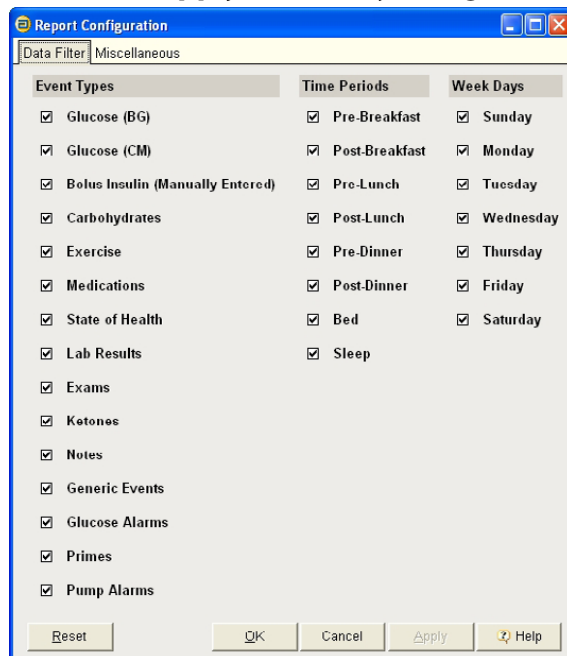 Report Configuration
Data Filter Miscellaneous
Event Types Time Periods Week Days
Glucose (BG) Pre-Breakfast Sunday
Glucose (CM) Post-Breakfast Monday
Bolus Insulin (Manually Entered) Pre-Lunch Tuesday
Carbohydrates Post-Lunch Wednesday
Exercise Pre-Dinner Thursday
Medications Post-Dinner Friday
State of Health Bed Saturday
Lab Results Sleep
Exams
Ketones
Notes
Generic Events
Glucose Alarms
Primes
Pump Alarms
Reset OK Cancel Apply Help